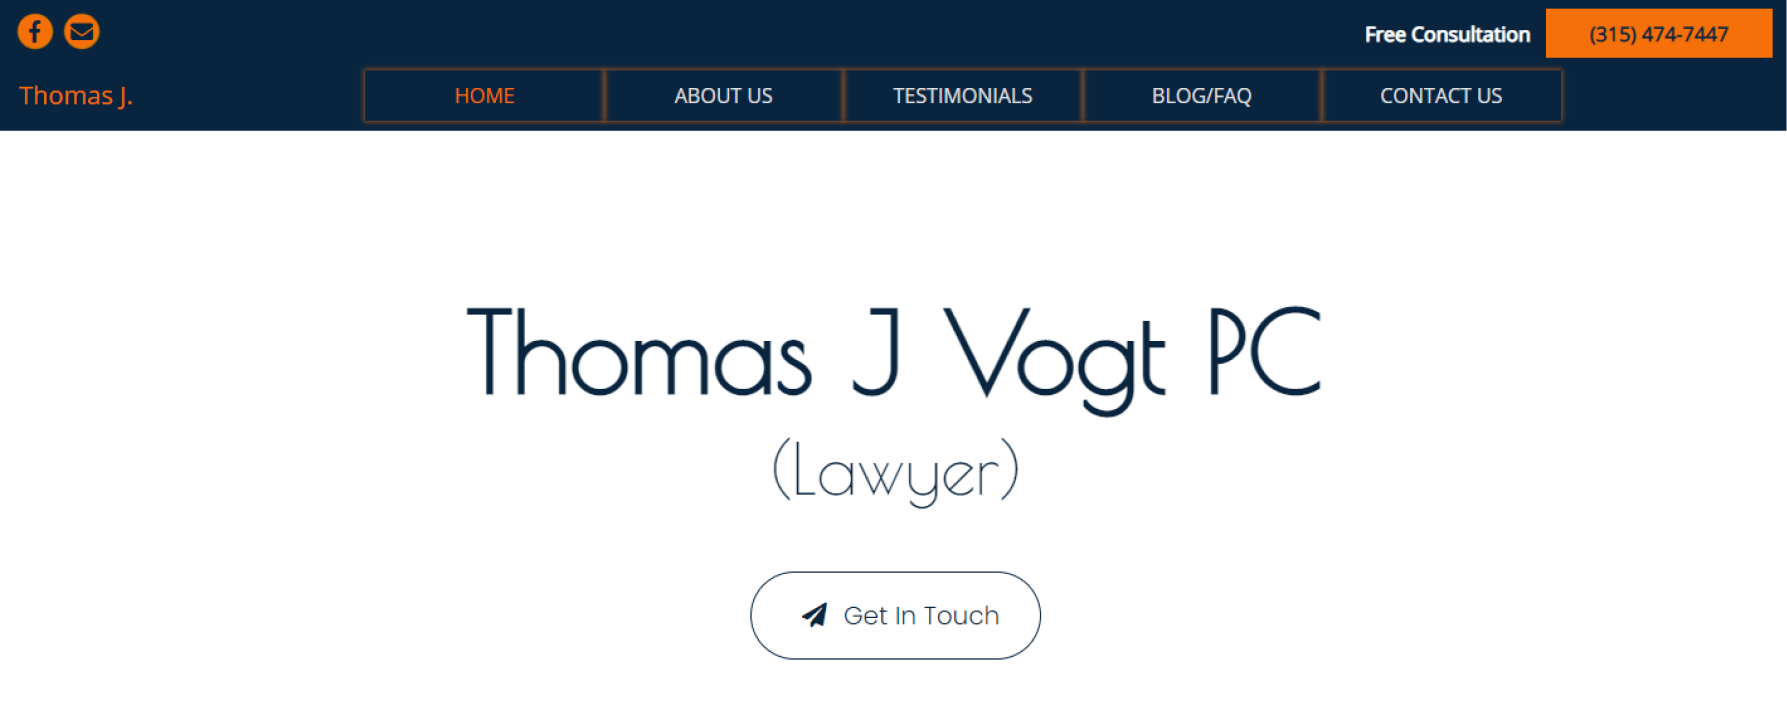 Free Consultation (315) 474-7447
Thomas J. HOME ABOUT US TESTIMONIALS BLOG/FAQ CONTACT US
Thomas J Vogt PC
(Lawyer)
Get In Touch